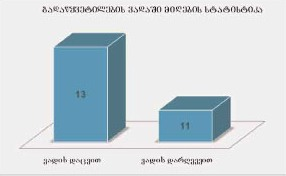 გადაწყვეტილების ვადაში მიღების სტატისტიკა
13
11
ვადის დაცვით
ვადის დარღვევით